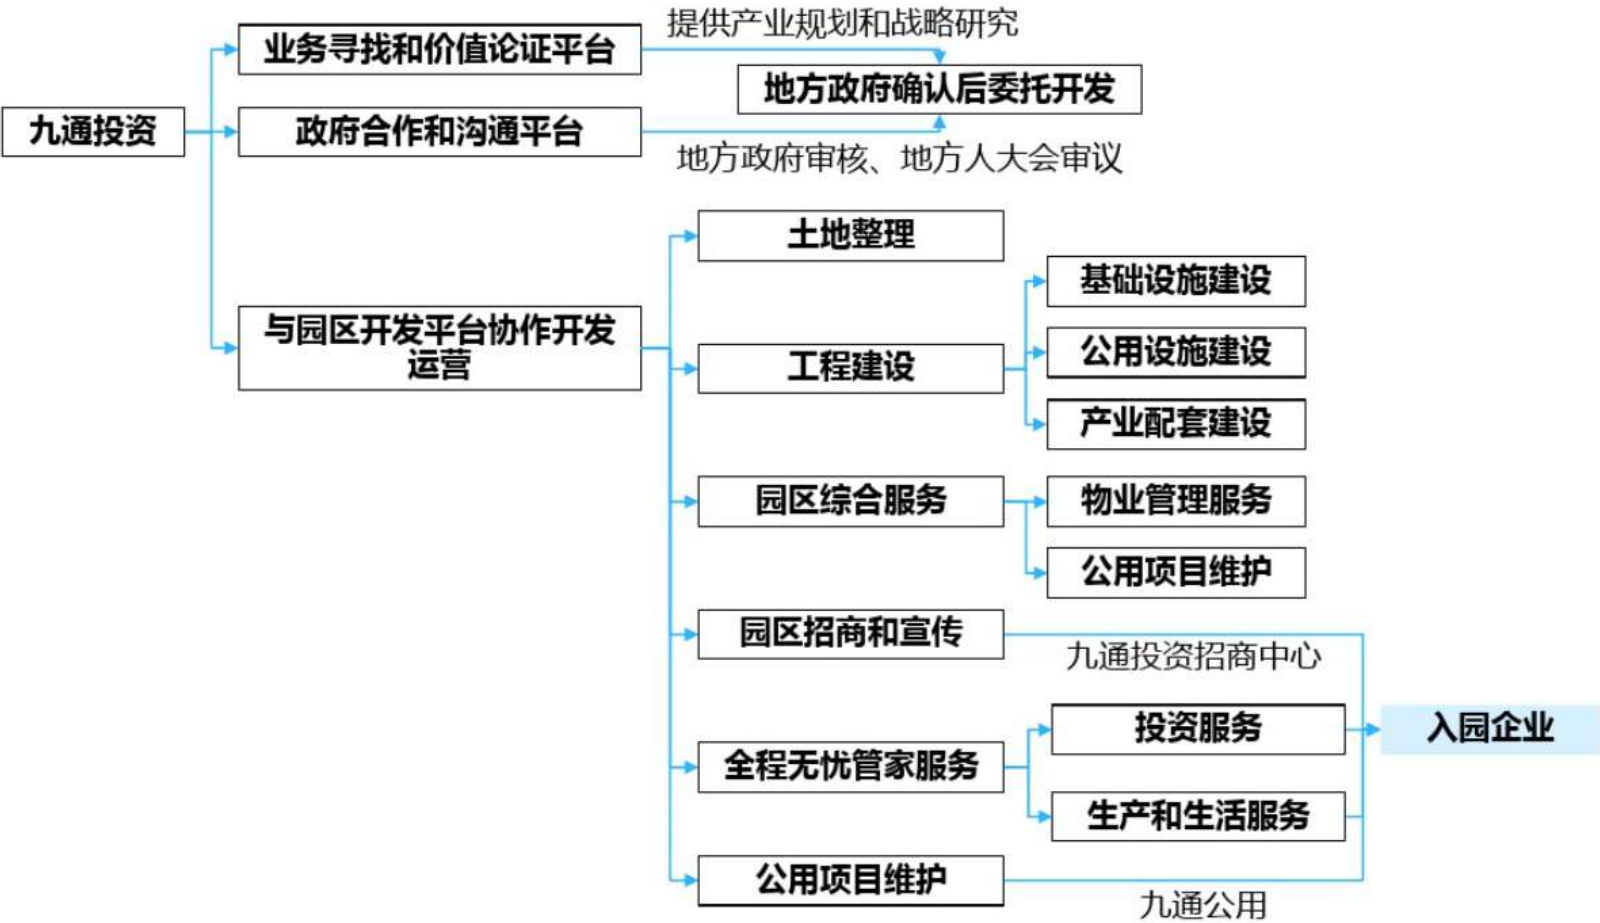 提供产业规划和战略研究
业务寻找和价值论证平台
地方政府确认后委托开发
九通投资
政府合作和沟通平台
地方政府审核、地方人大会审议
土地整理
基础设施建设
与园区开发平台协作开发
运营
工程建设
公用设施建设
产业配套建设
园区综合服务
物业管理服务
公用项目维护
园区招商和宣传
九通投资招商中心
投资服务
入园企业
全程无忧管家服务
生产和生活服务
公用项目维护
九通公用